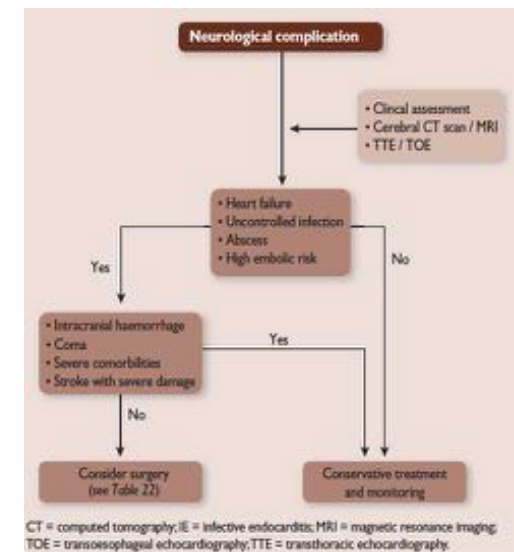 Neurological complication
• Clincal assessment
• Cerebral CT scan / MRI
• TTE / TOE
• Heart failure
• Uncontrolled infection
• Abscess
• High embolic risk
Yes
No
• Intracranial haemorrhage
• Coma
• Severe comorbilities
• Stroke with severe damage
Yes
No
Consider surgery
(see Table 22)
Conservative treatment
and monitoring
CT = computed tomography; IE = infective endocarditis; MRI = magnetic resonance imaging;
TOE = transoesophageal echocardiography; TTE = transthoracic echocardiography.